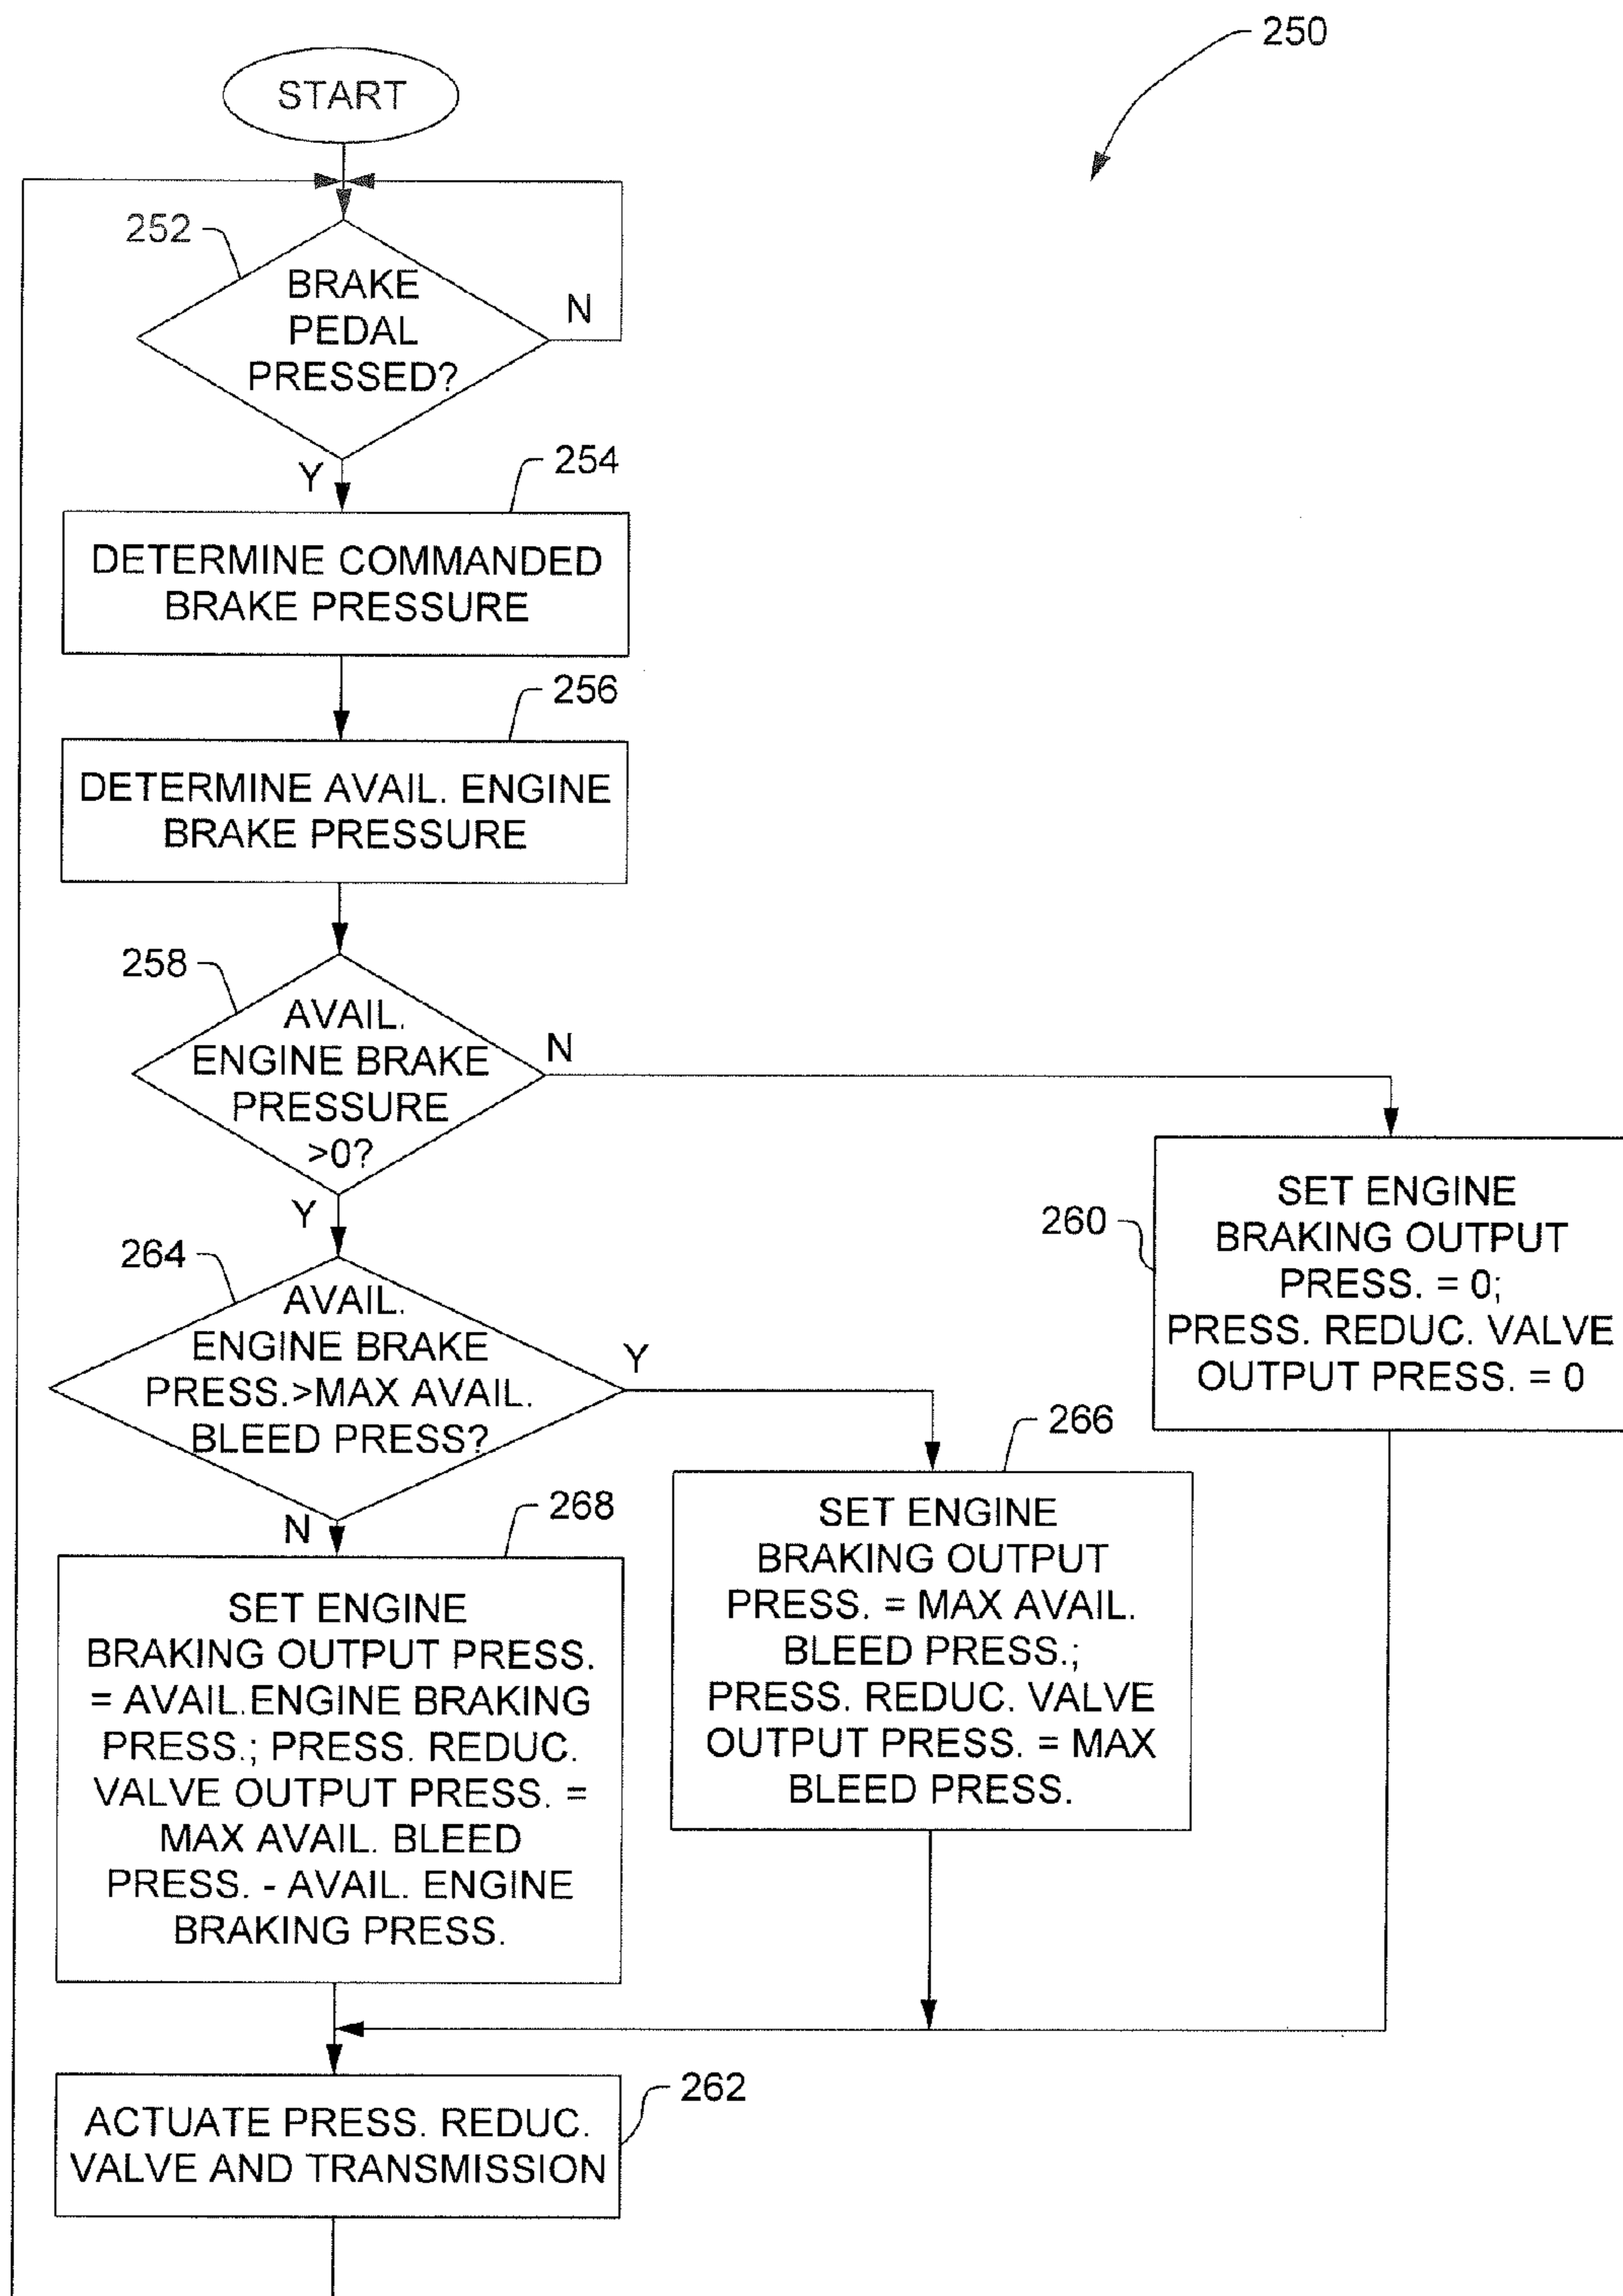 250
START
252
BRAKE
PEDAL
PRESSED?
N
Y
254
DETERMINE COMMANDED
BRAKE PRESSURE
256
DETERMINE AVAIL. ENGINE
BRAKE PRESSURE
258
AVAIL.
ENGINE BRAKE
PRESSURE
>0?
N
Y
260
SET ENGINE
BRAKING OUTPUT
PRESS. = 0;
PRESS. REDUC. VALVE
OUTPUT PRESS. = 0
264
AVAIL.
ENGINE BRAKE
PRESS.>MAX AVAIL.
BLEED PRESS?
Y
N
266
SET ENGINE
BRAKING OUTPUT
PRESS. = MAX AVAIL.
BLEED PRESS.;
PRESS. REDUC. VALVE
OUTPUT PRESS. = MAX
BLEED PRESS.
268
SET ENGINE
BRAKING OUTPUT PRESS.
= AVAIL.ENGINE BRAKING
PRESS.; PRESS. REDUC.
VALVE OUTPUT PRESS. =
MAX AVAIL. BLEED
PRESS. - AVAIL. ENGINE
BRAKING PRESS.
262
ACTUATE PRESS. REDUC.
VALVE AND TRANSMISSION